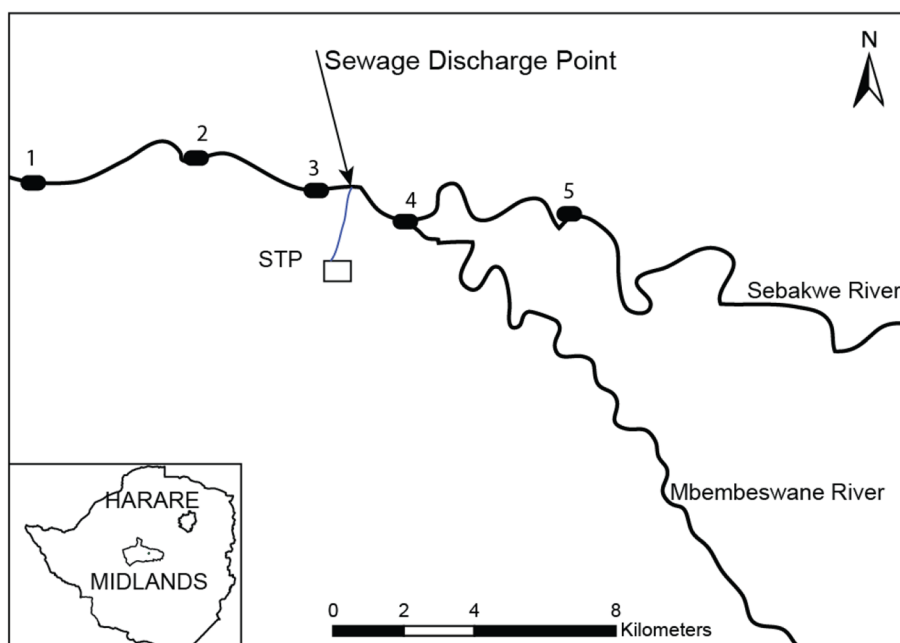 Sewage Discharge Point
N
1
2
3
4
5
STP
Sebakwe River
Mbembeswane River
HARARE
MIDLANDS
0 2 4 8
Kilometers